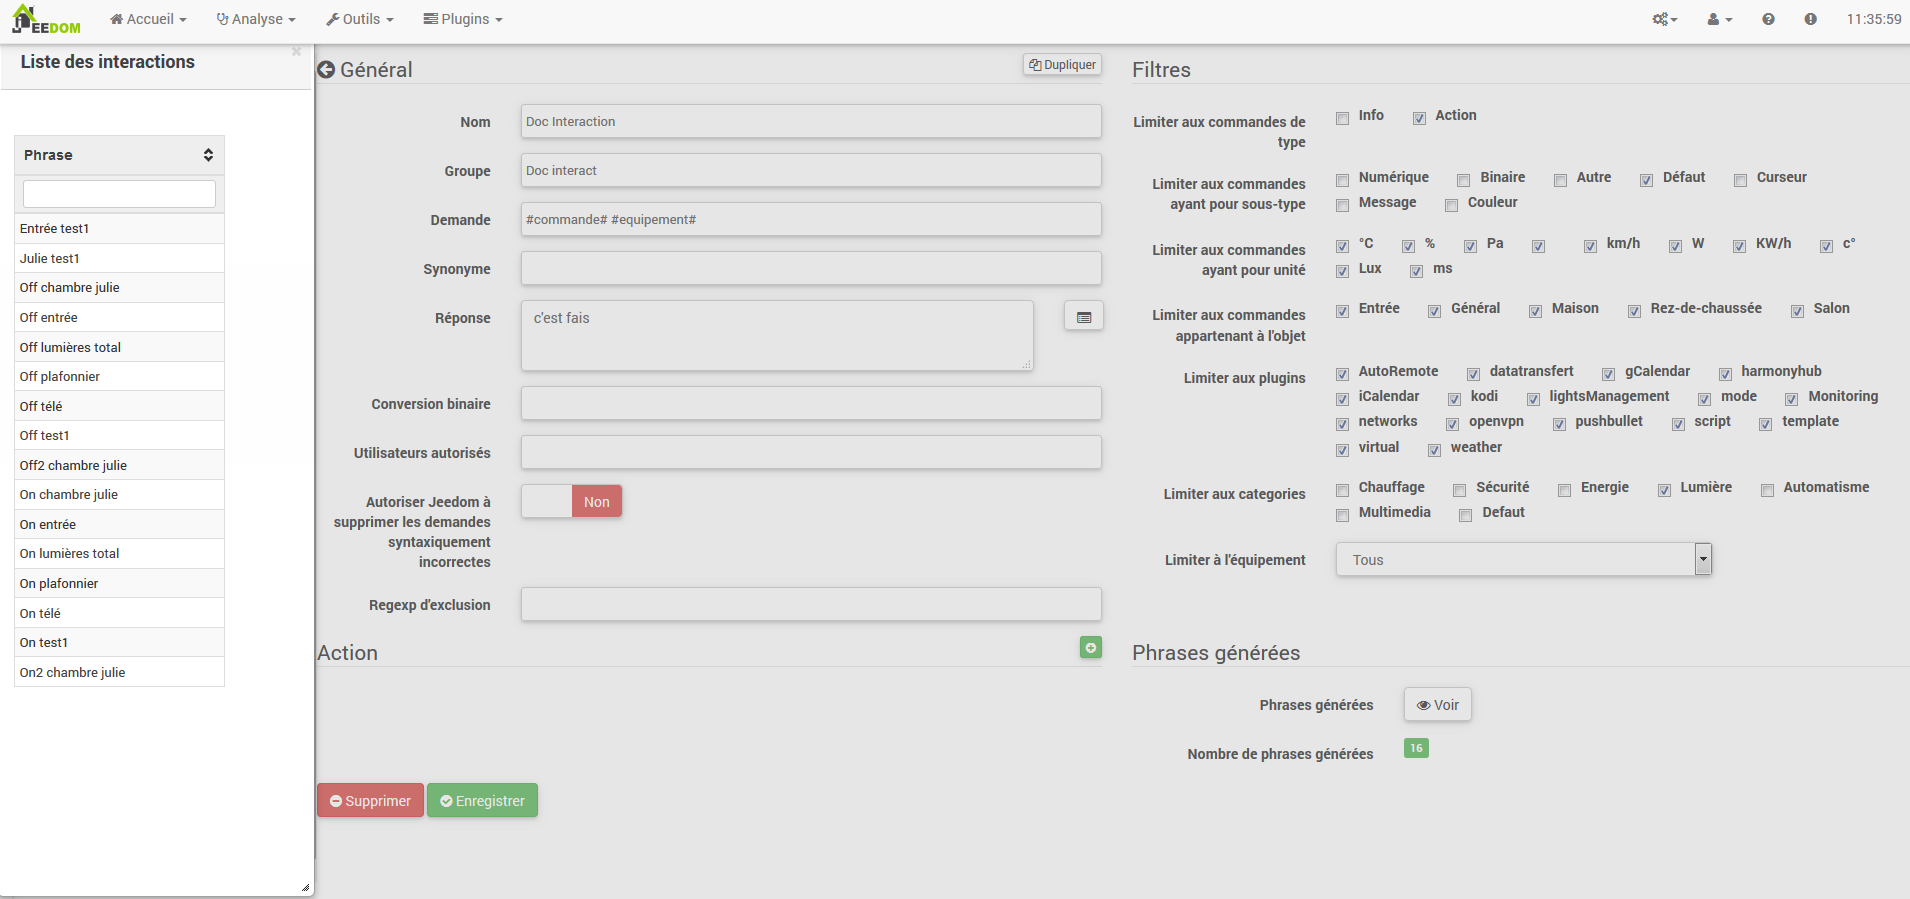 JEEDOM
Accueil
Analyse
Outils
Plugins
11:35:59
Liste des interactions
Phrase
Entrée test1
Julie test1
Off chambre julie
Off entrée
Off lumières total
Off plafonnier
Off télé
Off test1
Off2 chambre julie
On chambre julie
On entrée
On lumières total
On plafonnier
On télé
On test1
On2 chambre julie
Général
Dupliquer
Nom
Doc Interaction
Groupe
Doc interact
Demande
#commande# #equipement#
Synonyme
Réponse
c'est fais
Conversion binaire
Utilisateurs autorisés
Autoriser Jeedom à
supprimer les demandes
syntaxiquement
incorrectes
Non
Regexp d'exclusion
Action
Supprimer
Enregistrer
Filtres
Limiter aux commandes de
type
Info Action
Limiter aux commandes
ayant pour sous-type
Numérique Binaire Autre Défaut Curseur
Message Couleur
Limiter aux commandes
ayant pour unité
°C % Pa km/h W KW/h c°
Lux ms
Limiter aux commandes
appartenant à l'objet
Entrée Général Maison Rez-de-chaussée Salon
Limiter aux plugins
AutoRemote datatransfert gCalendar harmonyhub
iCalendar kodi lightsManagement mode Monitoring
networks openvpn pushbullet script template
virtual weather
Limiter aux categories
Chauffage Sécurité Energie Lumière Automatisme
Multimedia Defaut
Limiter à l'équipement
Tous
Phrases générées
Phrases générées
Voir
Nombre de phrases générées
16